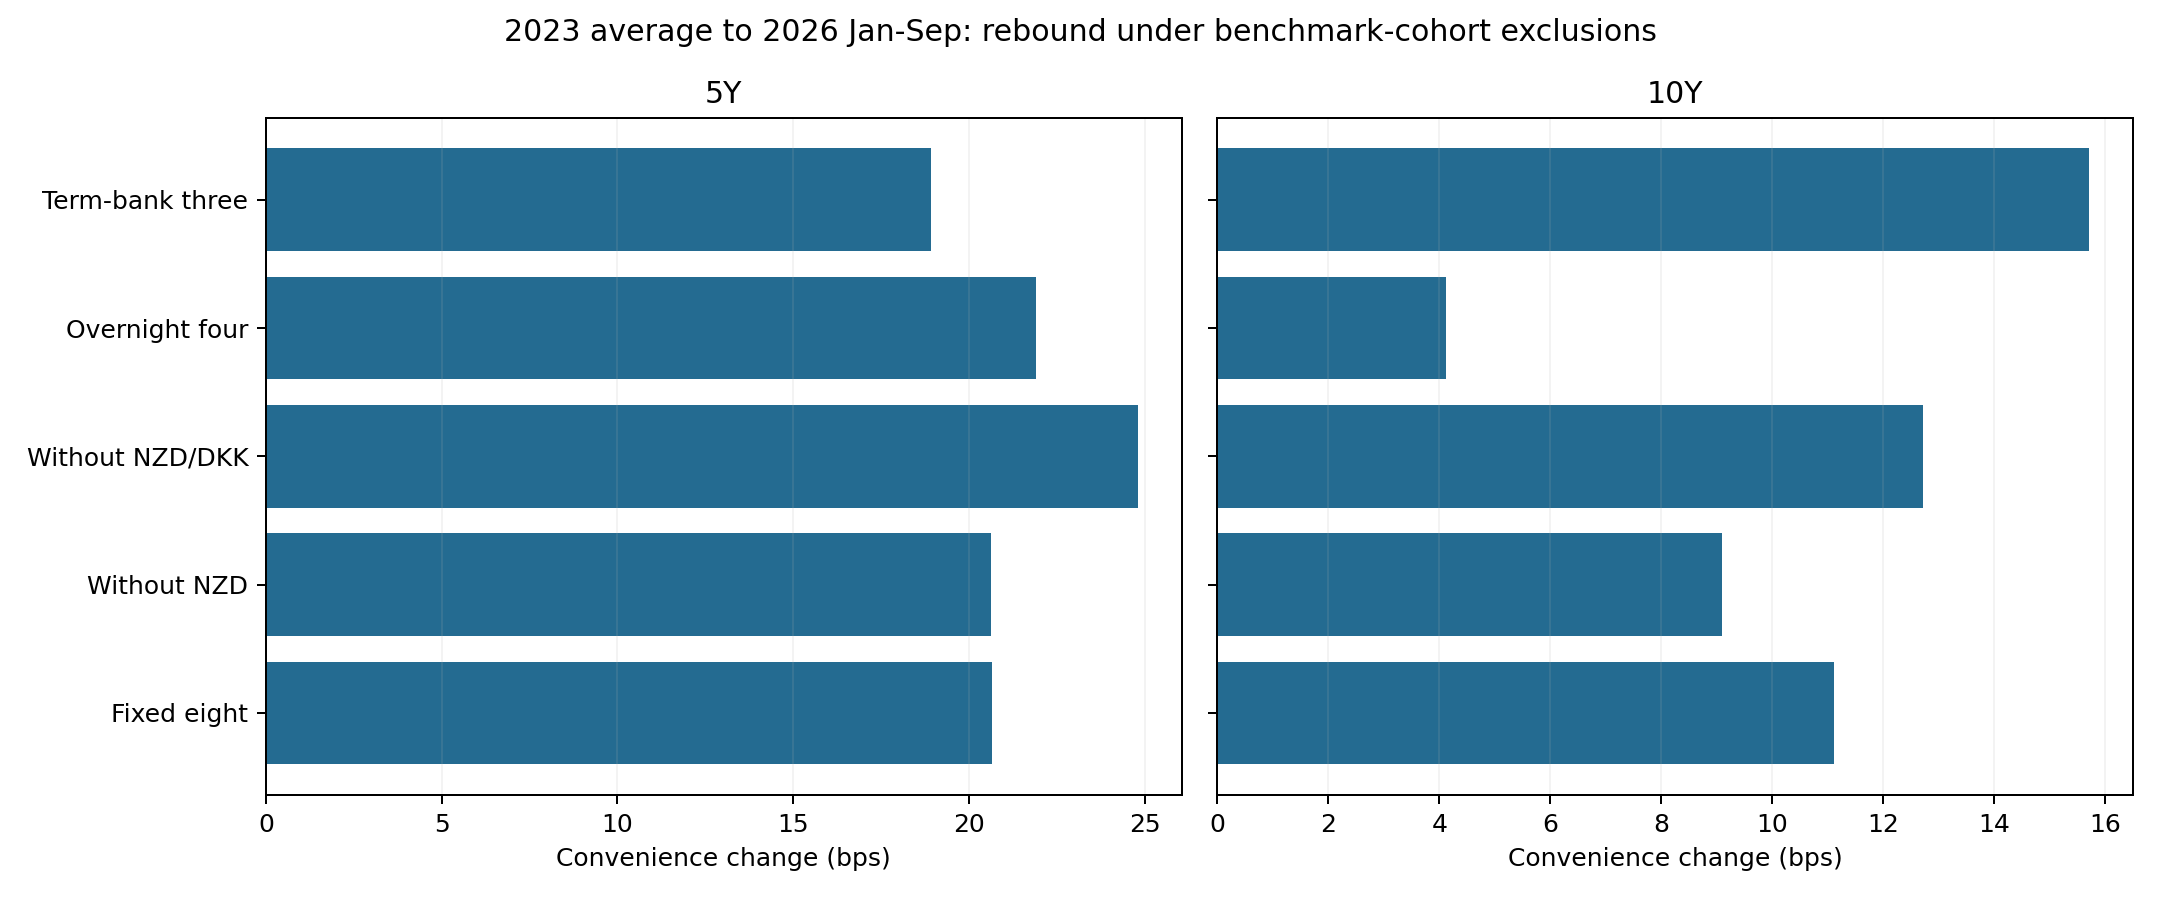 2023 average to 2026 Jan-Sep: rebound under benchmark-cohort exclusions
5Y
10Y
Term-bank three
Overnight four
Without NZD/DKK
Without NZD
Fixed eight
0 5 10 15 20 25
0 2 4 6 8 10 12 14 16
Convenience change (bps)
Convenience change (bps)